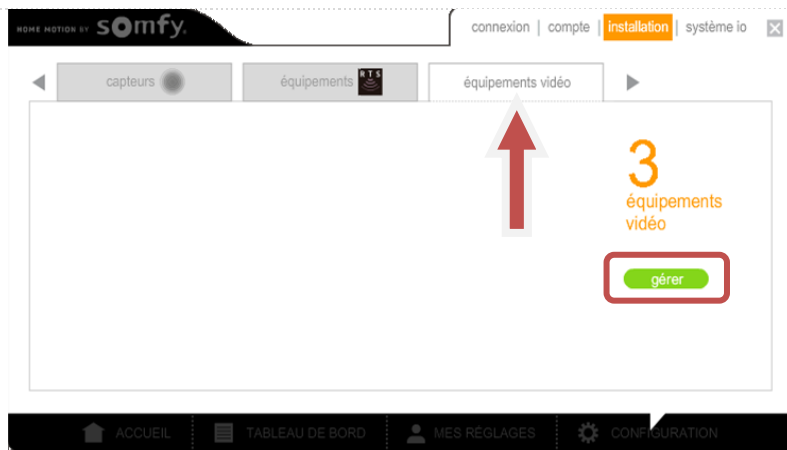 HOME MOTION BY somfy.
connexion | compte | installation | système io
capteurs
équipements RTS
équipements vidéo
3
équipements
vidéo
gérer
ACCUEIL
TABLEAU DE BORD
MES RÉGLAGES
CONFIGURATION